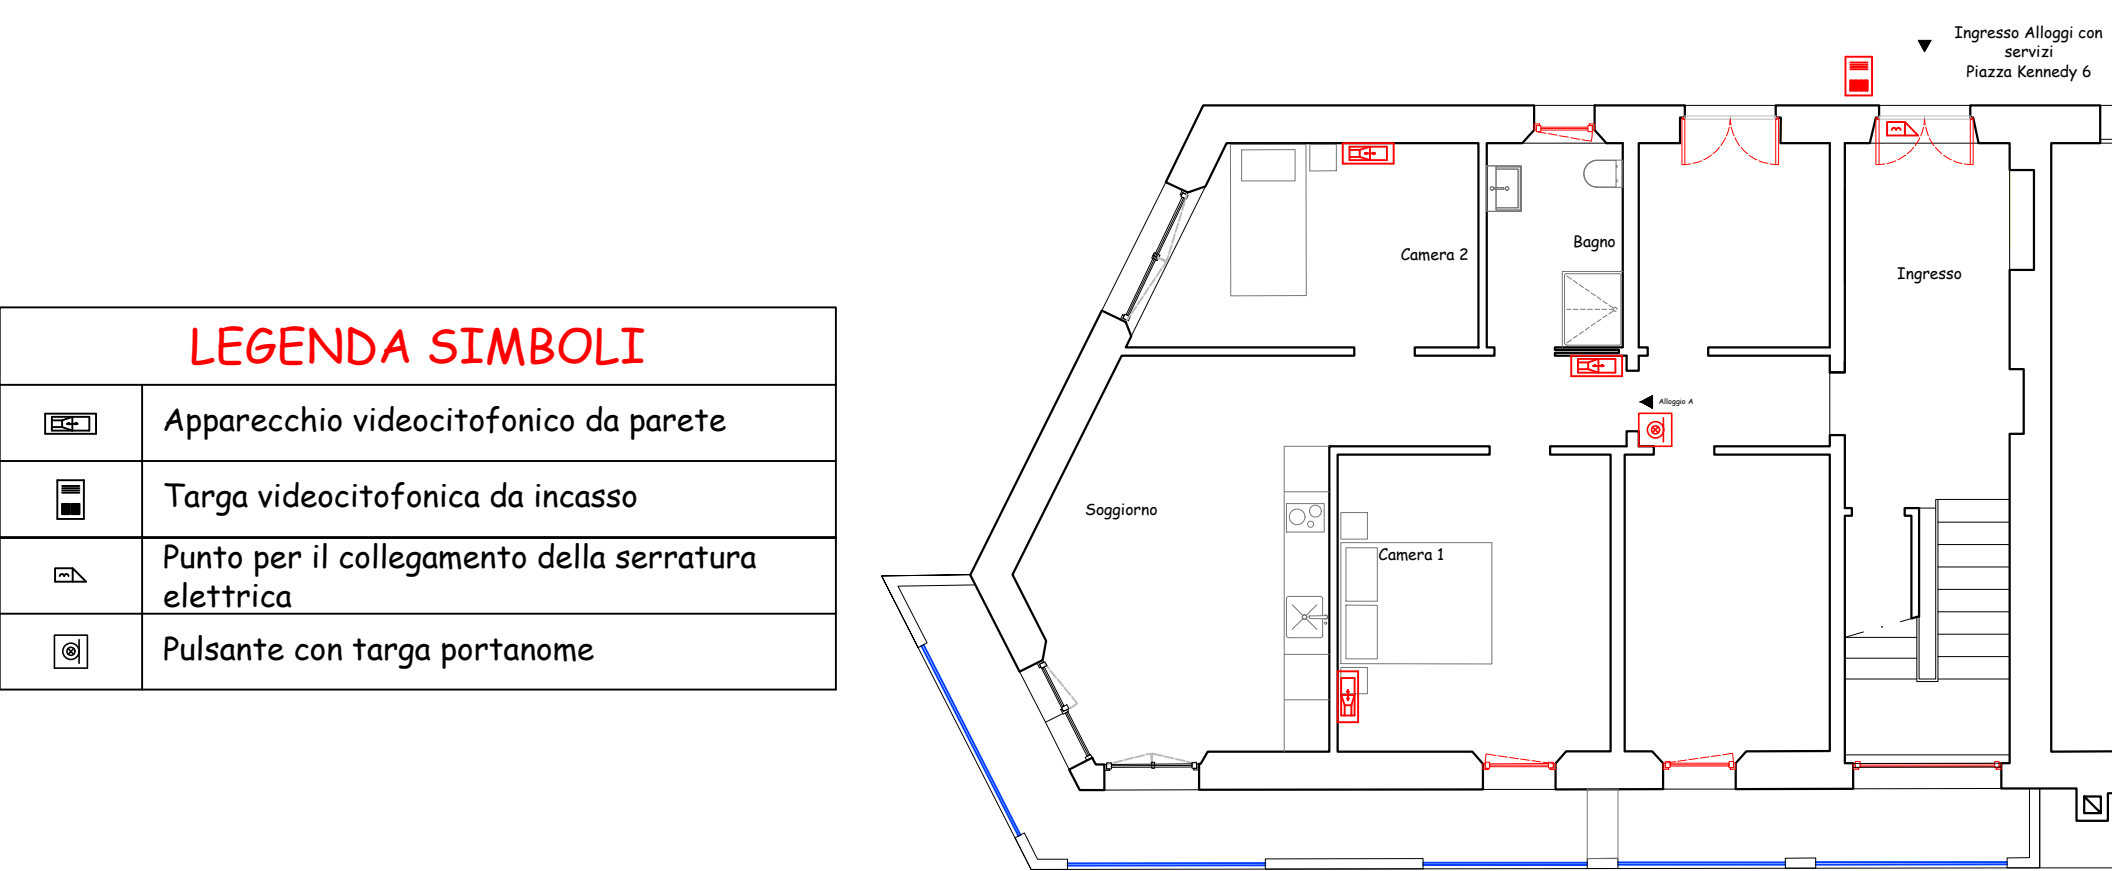 LEGENDA SIMBOLI
Apparecchio videocitofonico da parete
Targa videocitofonica da incasso
Punto per il collegamento della serratura
elettrica
Pulsante con targa portanome
Ingresso Alloggi con
servizi
Piazza Kennedy 6
Camera 2
Bagno
Ingresso
Alloggio A
Soggiorno
Camera 1